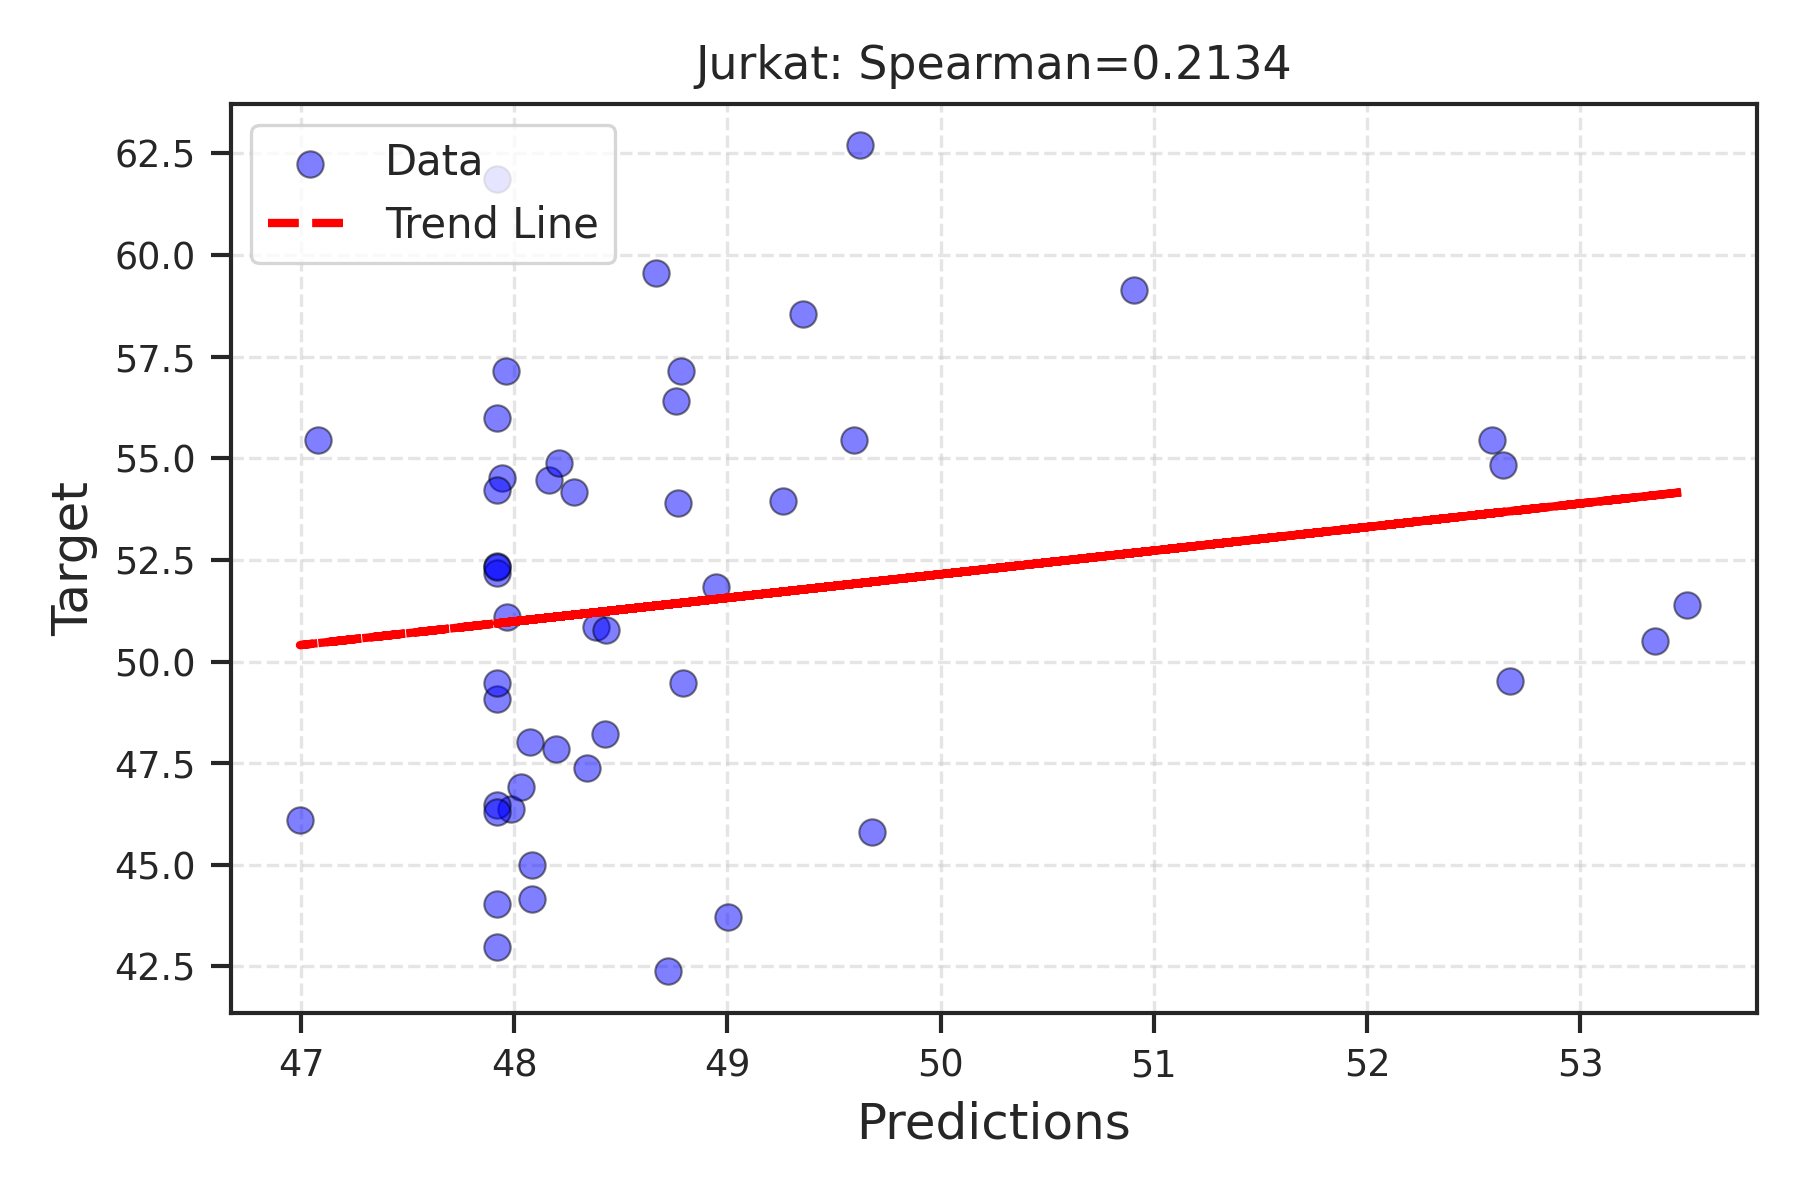 Jurkat: Spearman=0.2134
Data
Trend Line
62.5
60.0
57.5
55.0
52.5
50.0
47.5
45.0
42.5
Target
47 48 49 50 51 52 53
Predictions